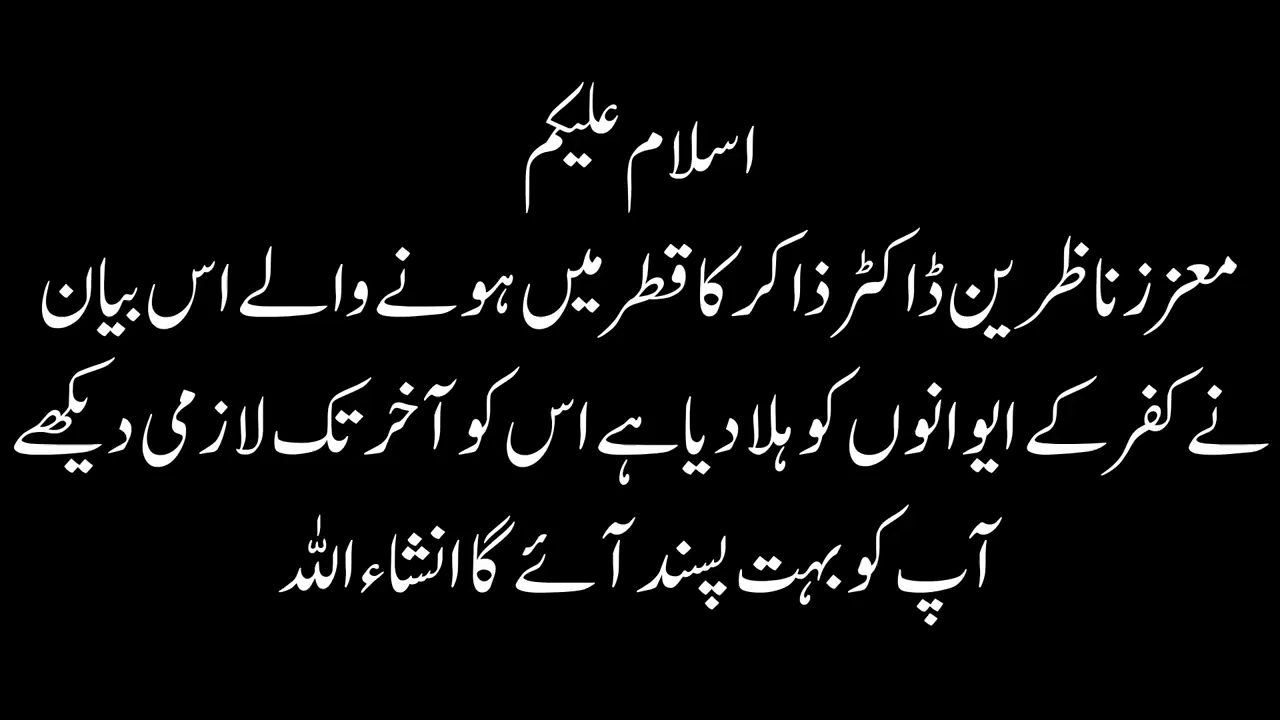 اسلام علیکم
معزز ناظرین ڈاکٹر ذاکر کا قطر میں ہونے والے اس بیان
نے کفر کے ایوانوں کو ہلا دیا ہے اس کو آخر تک لازمی دیکھے
آپ کو بہت پسند آئے گا انشاء اللہ